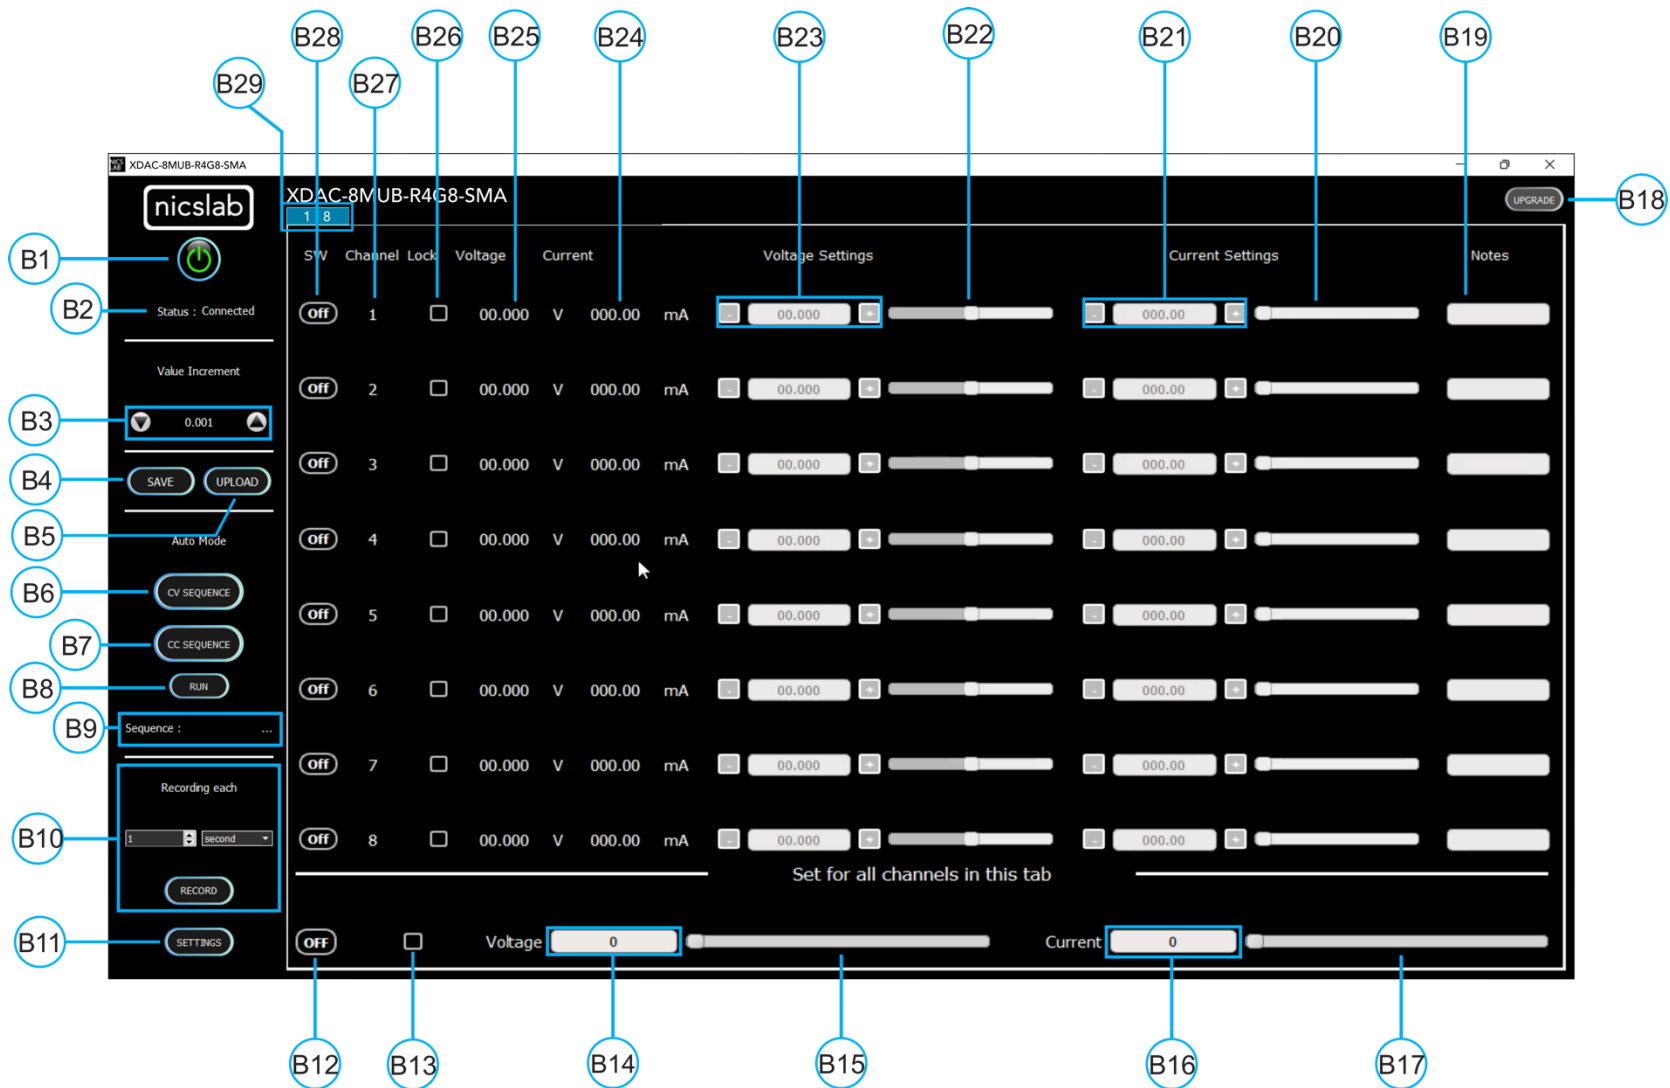 B28 B26 B25 B24 B23 B22 B21 B20 B19
B29 B27
NICS LAB XDAC-8MUB-R4G8-SMA
nicslab
XDAC-8MUB-R4G8-SMA
UPGRADE B18
1 8
B1
SW Channel Lock Voltage Current Voltage Settings Current Settings Notes
B2 Status : Connected
Off 1 00.000 V 000.00 mA - 00.000 + - 000.00 +
Value Increment
Off 2 00.000 V 000.00 mA - 00.000 + - 000.00 +
B3 0.001
Off 3 00.000 V 000.00 mA - 00.000 + - 000.00 +
B4 SAVE UPLOAD
B5 Auto Mode
Off 4 00.000 V 000.00 mA - 00.000 + - 000.00 +
B6 CV SEQUENCE
Off 5 00.000 V 000.00 mA - 00.000 + - 000.00 +
B7 CC SEQUENCE
B8 RUN
Off 6 00.000 V 000.00 mA - 00.000 + - 000.00 +
B9 Sequence : ...
Off 7 00.000 V 000.00 mA - 00.000 + - 000.00 +
Recording each
B10 1 second
Off 8 00.000 V 000.00 mA - 00.000 + - 000.00 +
Set for all channels in this tab
RECORD
B11 SETTINGS
OFF Voltage 0 Current 0
B12 B13 B14 B15 B16 B17